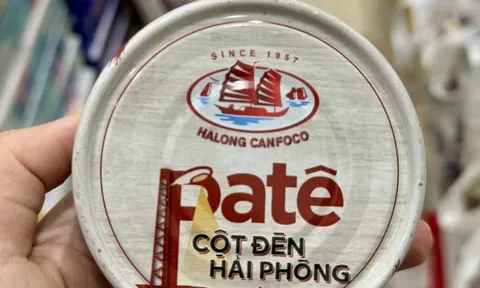 SINCE 1957
HALONG CANFOCO
patê
CỘT ĐÈN
HẢI PHÒNG